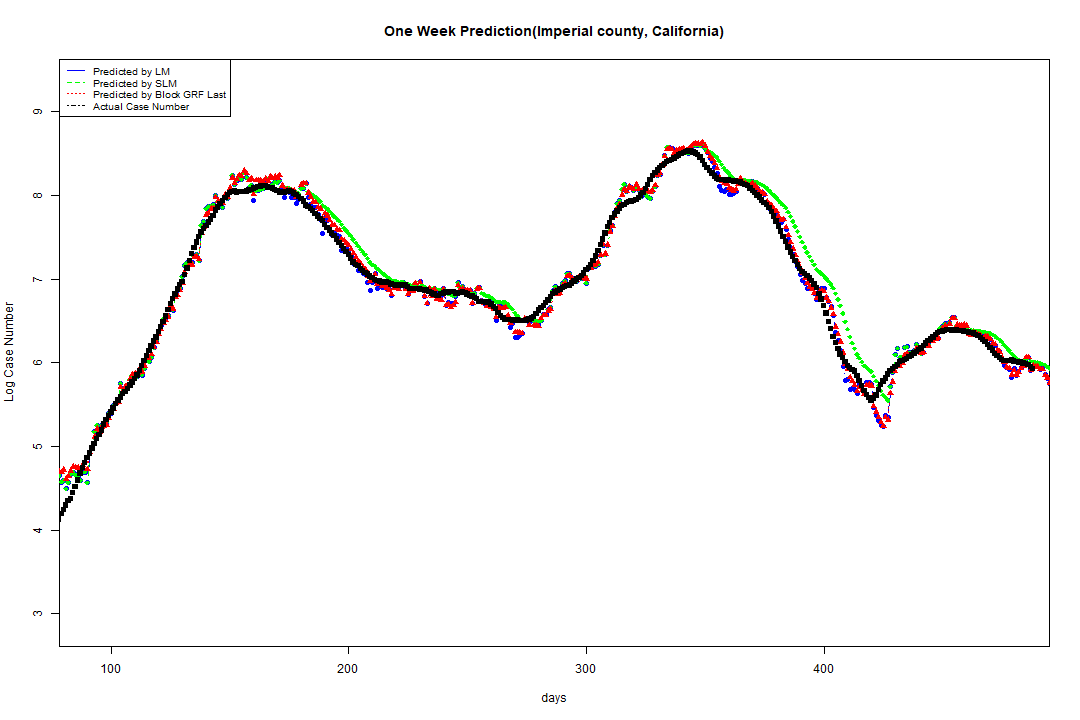 One Week Prediction(Imperial county, California)
Predicted by LM
Predicted by SLM
Predicted by Block GRF Last
Actual Case Number
9
8
7
6
5
4
3
Log Case Number
100 200 300 400
days